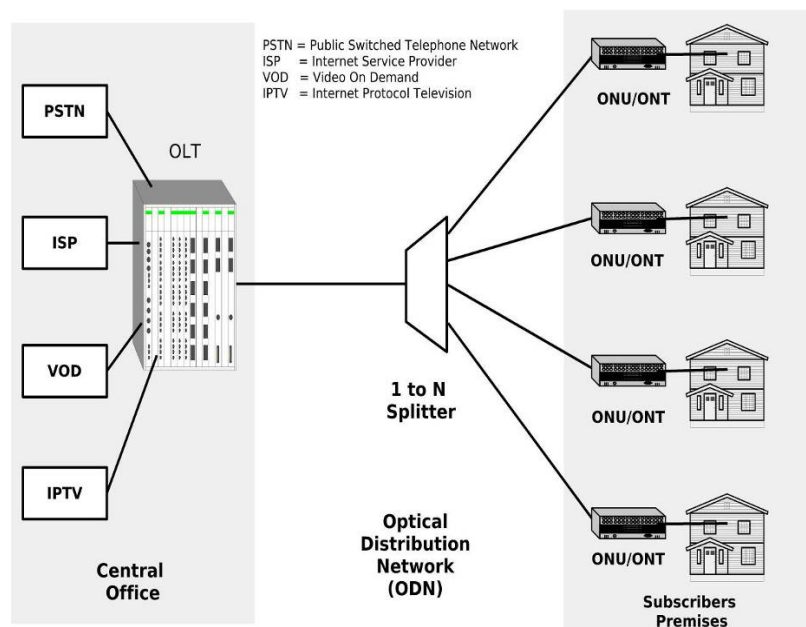 PSTN = Public Switched Telephone Network
ISP = Internet Service Provider
VOD = Video On Demand
IPTV = Internet Protocol Television
PSTN
OLT
ISP
VOD
IPTV
Central
Office
1 to N
Splitter
Optical
Distribution
Network
(ODN)
ONU/ONT
ONU/ONT
ONU/ONT
ONU/ONT
Subscribers
Premises